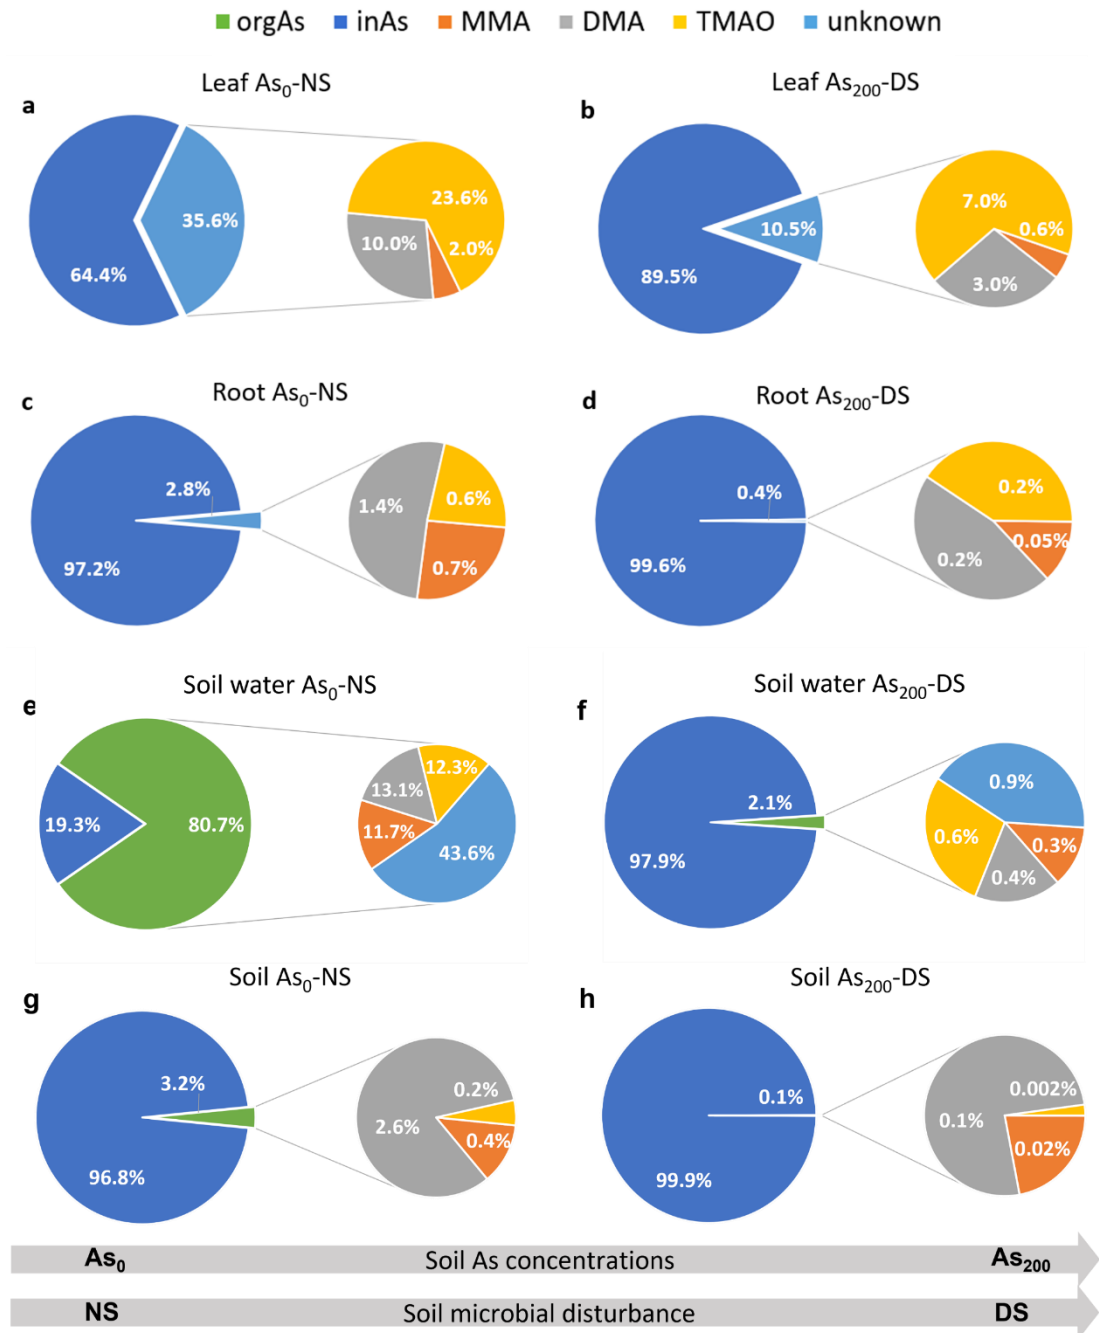 orgAs inAs MMA DMA TMAO unknown
Leaf As₀-NS
Leaf As₂₀₀-DS
a
b
64.4%
35.6%
23.6%
10.0%
2.0%
89.5%
10.5%
7.0%
0.6%
3.0%
Root As₀-NS
Root As₂₀₀-DS
c
d
97.2%
2.8%
1.4%
0.6%
0.7%
99.6%
0.4%
0.2%
0.05%
0.2%
Soil water As₀-NS
Soil water As₂₀₀-DS
e
f
19.3%
80.7%
12.3%
13.1%
11.7%
43.6%
97.9%
2.1%
0.9%
0.6%
0.3%
0.4%
Soil As₀-NS
Soil As₂₀₀-DS
g
h
96.8%
3.2%
0.2%
2.6%
0.4%
99.9%
0.1%
0.002%
0.1%
0.02%
As₀ Soil As concentrations As₂₀₀
NS Soil microbial disturbance DS